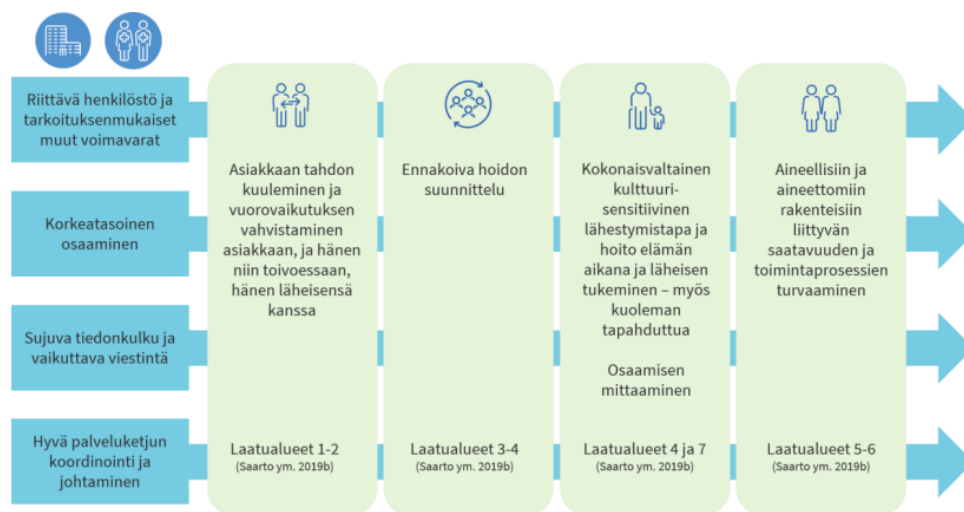 Riittävä henkilöstö ja
tarkoituksenmukaiset
muut voimavarat
Korkeatasoinen
osaaminen
Sujuva tiedonkulku ja
vaikuttava viestintä
Hyvä palveluketjun
koordinointi ja
johtaminen
Asiakkaan tahdon
kuuleminen ja
vuorovaikutuksen
vahvistaminen
asiakkaan, ja hänen
niin toivoessaan,
hänen läheisensä
kanssa
Laatualueet 1-2
(Saarto ym. 2019b)
Ennakoiva hoidon
suunnittelu
Laatualueet 3-4
(Saarto ym. 2019b)
Kokonaisvaltainen
kulttuuri-
sensitiivinen
lähestymistapa ja
hoito elämän
aikana ja läheisen
tukeminen – myös
kuoleman
tapahduttua
Osaamisen
mittaaminen
Laatualueet 4 ja 7
(Saarto ym. 2019b)
Aineellisiin ja
aineettomiin
rakenteisiin
liittyvän
saatavuuden ja
toimintaprosessien
turvaaminen
Laatualueet 5-6
(Saarto ym. 2019b)